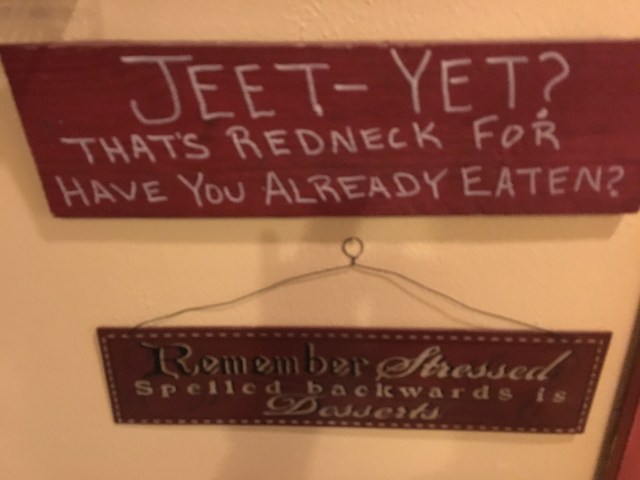 JEET-YET?
THAT'S REDNECK FOR
HAVE YOU ALREADY EATEN?
Remember Stressed
Spelled backwards is
Desserts